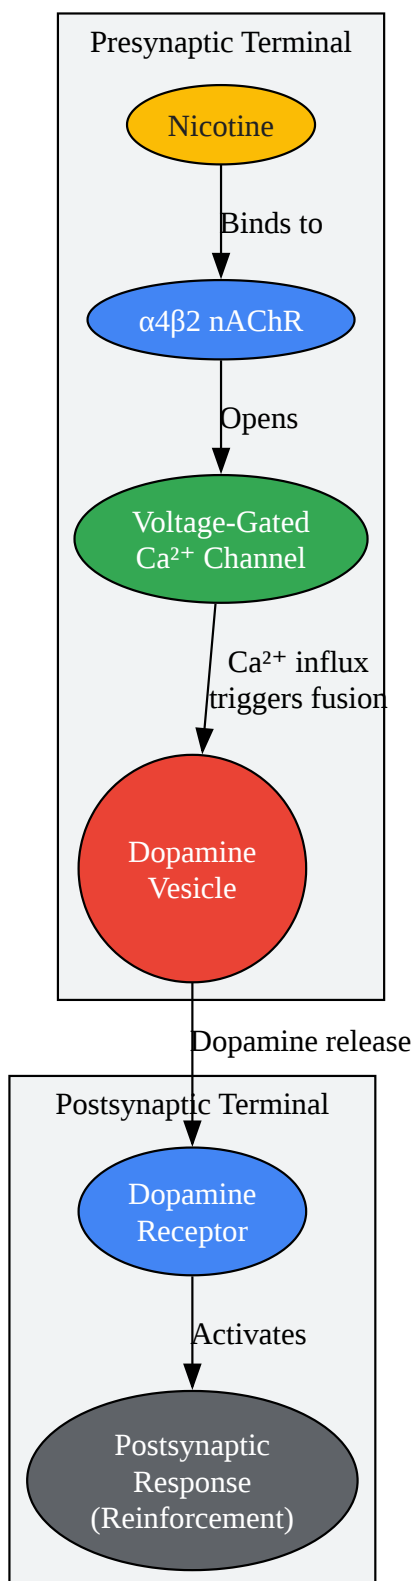 Presynaptic Terminal
Nicotine
Binds to
α4β2 nAChR
Opens
Voltage-Gated
Ca²⁺ Channel
Ca²⁺ influx
triggers fusion
Dopamine
Vesicle
Dopamine release
Postsynaptic Terminal
Dopamine
Receptor
Activates
Postsynaptic
Response
(Reinforcement)